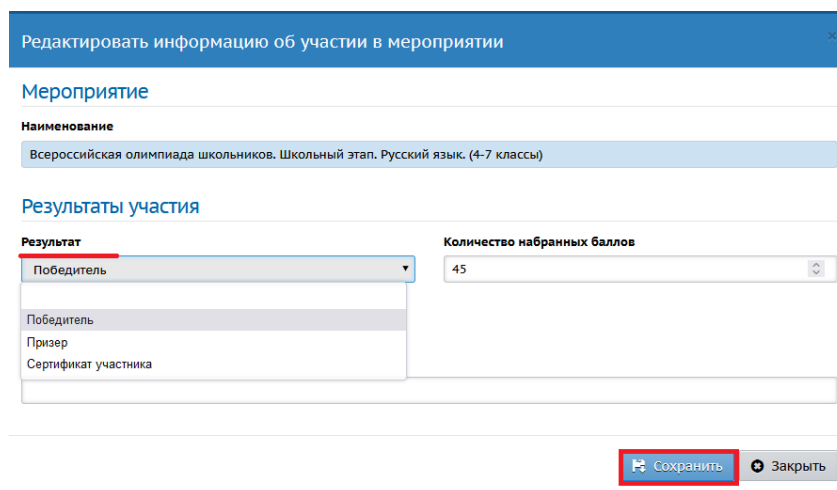 Редактировать информацию об участии в мероприятии
Мероприятие
Наименование
Всероссийская олимпиада школьников. Школьный этап. Русский язык. (4-7 классы)
Результаты участия
Результат
Количество набранных баллов
Победитель
45
Победитель
Призер
Сертификат участника
Сохранить
Закрыть